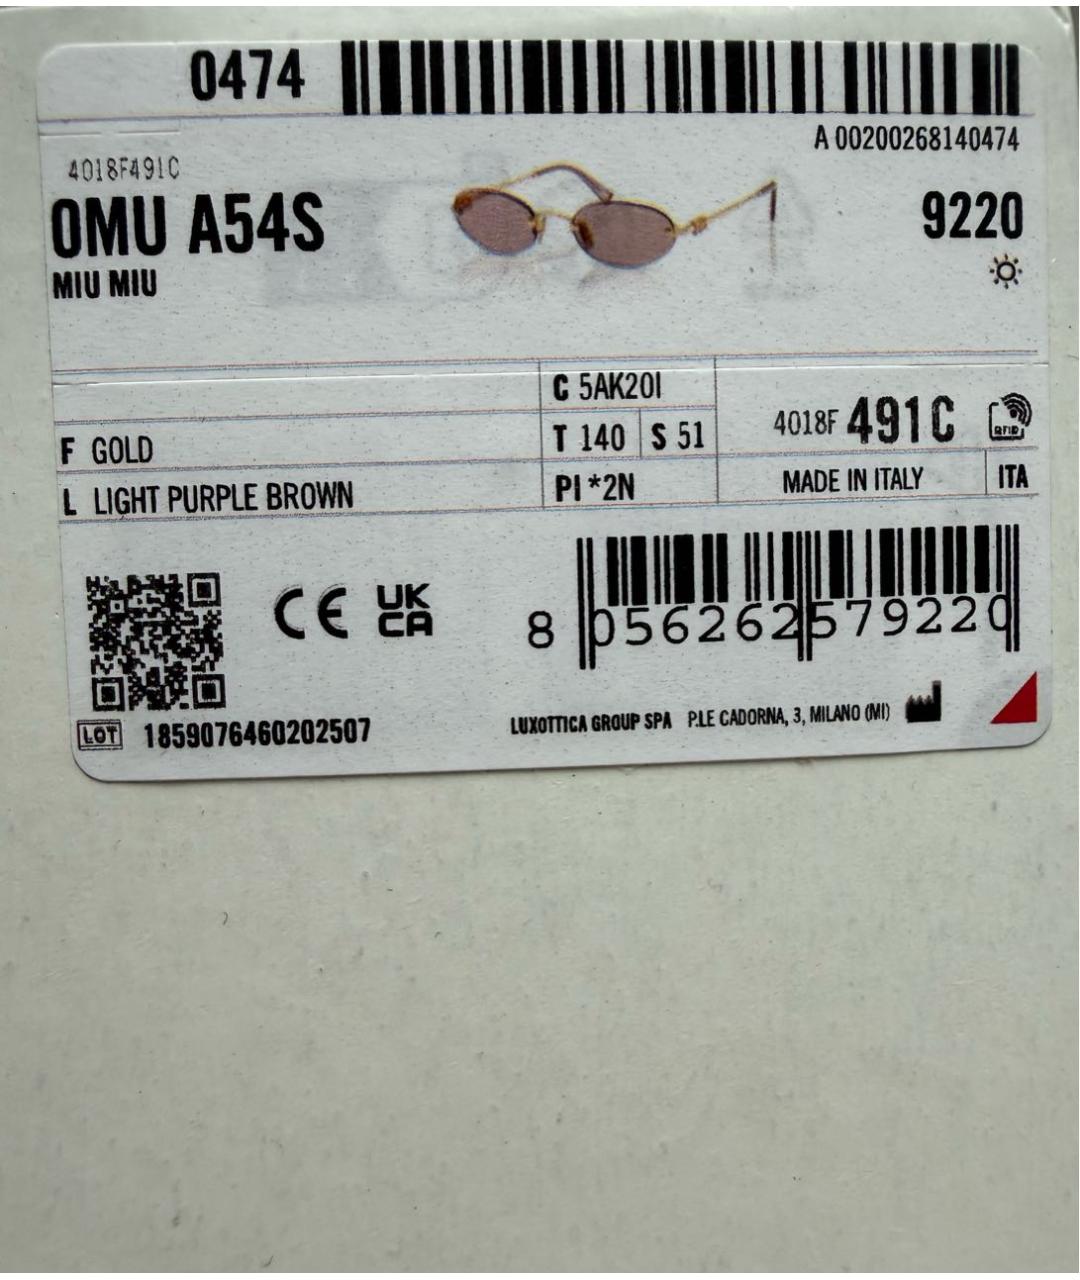 0474
A 00200268140474
4018F491C
0MU A54S
9220
MIU MIU
C 5AK20I
F GOLD
T 140 S 51
4018F 491C
RFID
L LIGHT PURPLE BROWN
PI *2N
MADE IN ITALY
ITA
CE UK CA
8 056262 579220
LOT 1859076460202507
LUXOTTICA GROUP SPA P.LE CADORNA, 3, MILANO (MI)